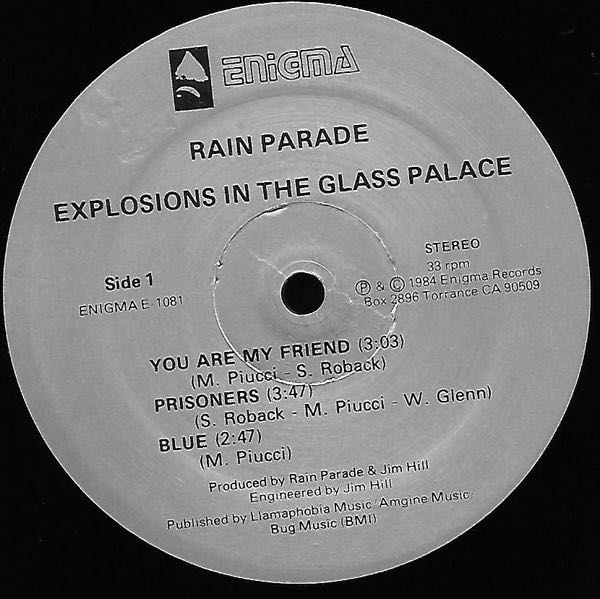 ENiGMA
RAIN PARADE
EXPLOSIONS IN THE GLASS PALACE
Side 1
ENIGMA E 1081
STEREO
33 rpm
℗ & © 1984 Enigma Records
Box 2896 Torrance CA 90509
YOU ARE MY FRIEND (3:03)
(M. Piucci - S. Roback)
PRISONERS (3:47)
(S. Roback - M. Piucci - W. Glenn)
BLUE (2:47)
(M. Piucci)
Produced by Rain Parade & Jim Hill
Engineered by Jim Hill
Published by Llamaphobia Music/Amgine Music/
Bug Music (BMI)